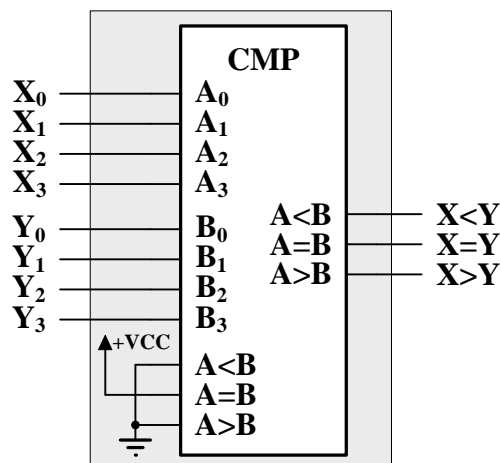 CMP
X₀ A₀
X₁ A₁
X₂ A₂
X₃ A₃
A<B X<Y
Y₀ B₀
A=B X=Y
Y₁ B₁
A>B X>Y
Y₂ B₂
Y₃ B₃
+VCC
A<B
A=B
A>B